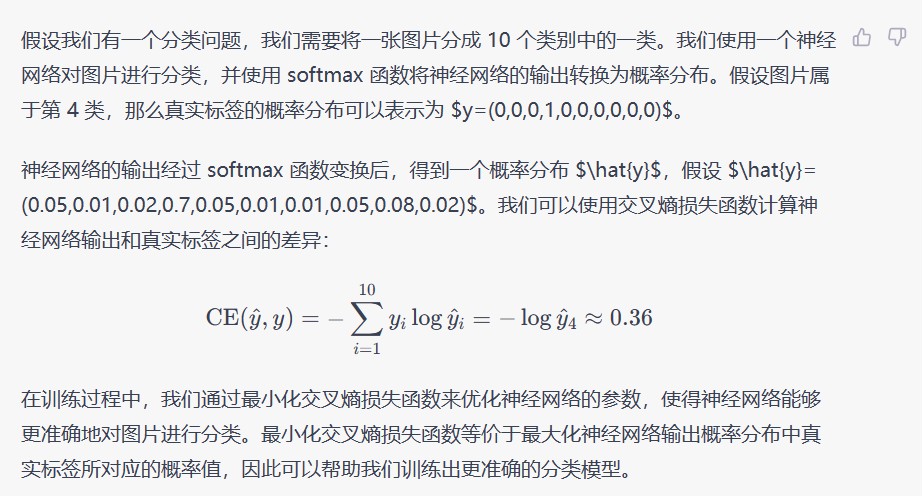 假设我们有一个分类问题，我们需要将一张图片分成 10 个类别中的一类。我们使用一个神经
网络对图片进行分类，并使用 softmax 函数将神经网络的输出转换为概率分布。假设图片属
于第 4 类，那么真实标签的概率分布可以表示为 $y=(0,0,0,1,0,0,0,0,0,0)$。
神经网络的输出经过 softmax 函数变换后，得到一个概率分布 $\hat{y}$，假设 $\hat{y}=
(0.05,0.01,0.02,0.7,0.05,0.01,0.01,0.05,0.08,0.02)$。我们可以使用交叉熵损失函数计算神
经网络输出和真实标签之间的差异：
CE(ŷ, y) = −∑_{i=1}^{10} y_i log ŷ_i = − log ŷ_4 ≈ 0.36
在训练过程中，我们通过最小化交叉熵损失函数来优化神经网络的参数，使得神经网络能够
更准确地对图片进行分类。最小化交叉熵损失函数等价于最大化神经网络输出概率分布中真
实标签所对应的概率值，因此可以帮助我们训练出更准确的分类模型。